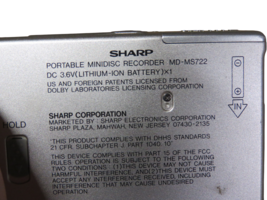 SHARP
PORTABLE MINIDISC RECORDER MD-MS722
DC 3.6V(LITHIUM-ION BATTERY)×1
US AND FOREIGN PATENTS LICENSED FROM
DOLBY LABORATORIES LICENSING CORPORATION
IN
SHARP CORPORATION
MARKETED BY : SHARP ELECTRONICS CORPORATION
SHARP PLAZA, MAHWAH, NEW JERSEY 07430-2135
HOLD
THIS PRODUCT COMPLIES WITH DHHS STANDARDS
21 CFR, SUBCHAPTER J PART 1040.10
THIS DEVICE COMPLIES WITH PART 15 OF THE FCC
RULES OPERATION IS SUBJECT TO THE FOLLOWING TWO
CONDITIONS: (1)THIS DEVICE MAY NOT CAUSE
HARMFUL INTERFERENCE, AND(2)THIS DEVICE MUST
ACCEPT ANY INTERFERENCE RECEIVED, INCLUDING
INTERFERENCE THAT MAY CAUSE UNDESIRED
OPERATION.